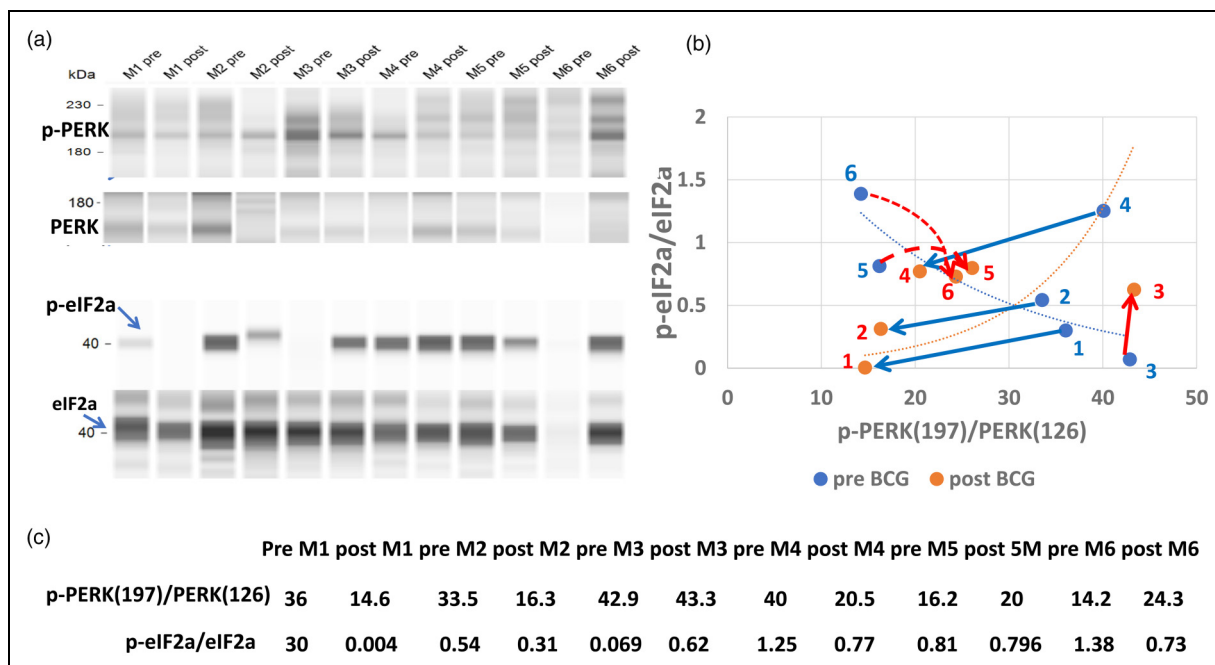 (a)
M1 pre M1 post M2 pre M2 post M3 pre M3 post M4 pre M4 post M5 pre M5 post M6 pre M6 post
kDa
230
p-PERK
180
180
PERK
p-eIF2a
40
eIF2a
40
(b)
2
1.5
1
0.5
0
p-eIF2a/eIF2a
6
4
5
4
5
6
3
2
2
1
1
3
0 10 20 30 40 50
p-PERK(197)/PERK(126)
pre BCG post BCG
(c)
Pre M1 post M1 pre M2 post M2 pre M3 post M3 pre M4 post M4 pre M5 post 5M pre M6 post M6
p-PERK(197)/PERK(126) 36 14.6 33.5 16.3 42.9 43.3 40 20.5 16.2 20 14.2 24.3
p-eIF2a/eIF2a 30 0.004 0.54 0.31 0.069 0.62 1.25 0.77 0.81 0.796 1.38 0.73